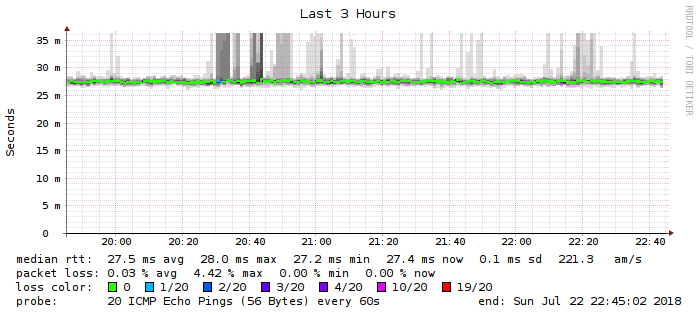 Last 3 Hours
RRDTOOL / TOBI OETIKER
Seconds
35 m
30 m
25 m
20 m
15 m
10 m
5 m
0
20:00 20:20 20:40 21:00 21:20 21:40 22:00 22:20 22:40
median rtt: 27.5 ms avg 28.0 ms max 27.2 ms min 27.4 ms now 0.1 ms sd 221.3 am/s
packet loss: 0.03 % avg 4.42 % max 0.00 % min 0.00 % now
loss color: 0 1/20 2/20 3/20 4/20 10/20 19/20
probe: 20 ICMP Echo Pings (56 Bytes) every 60s end: Sun Jul 22 22:45:02 2018